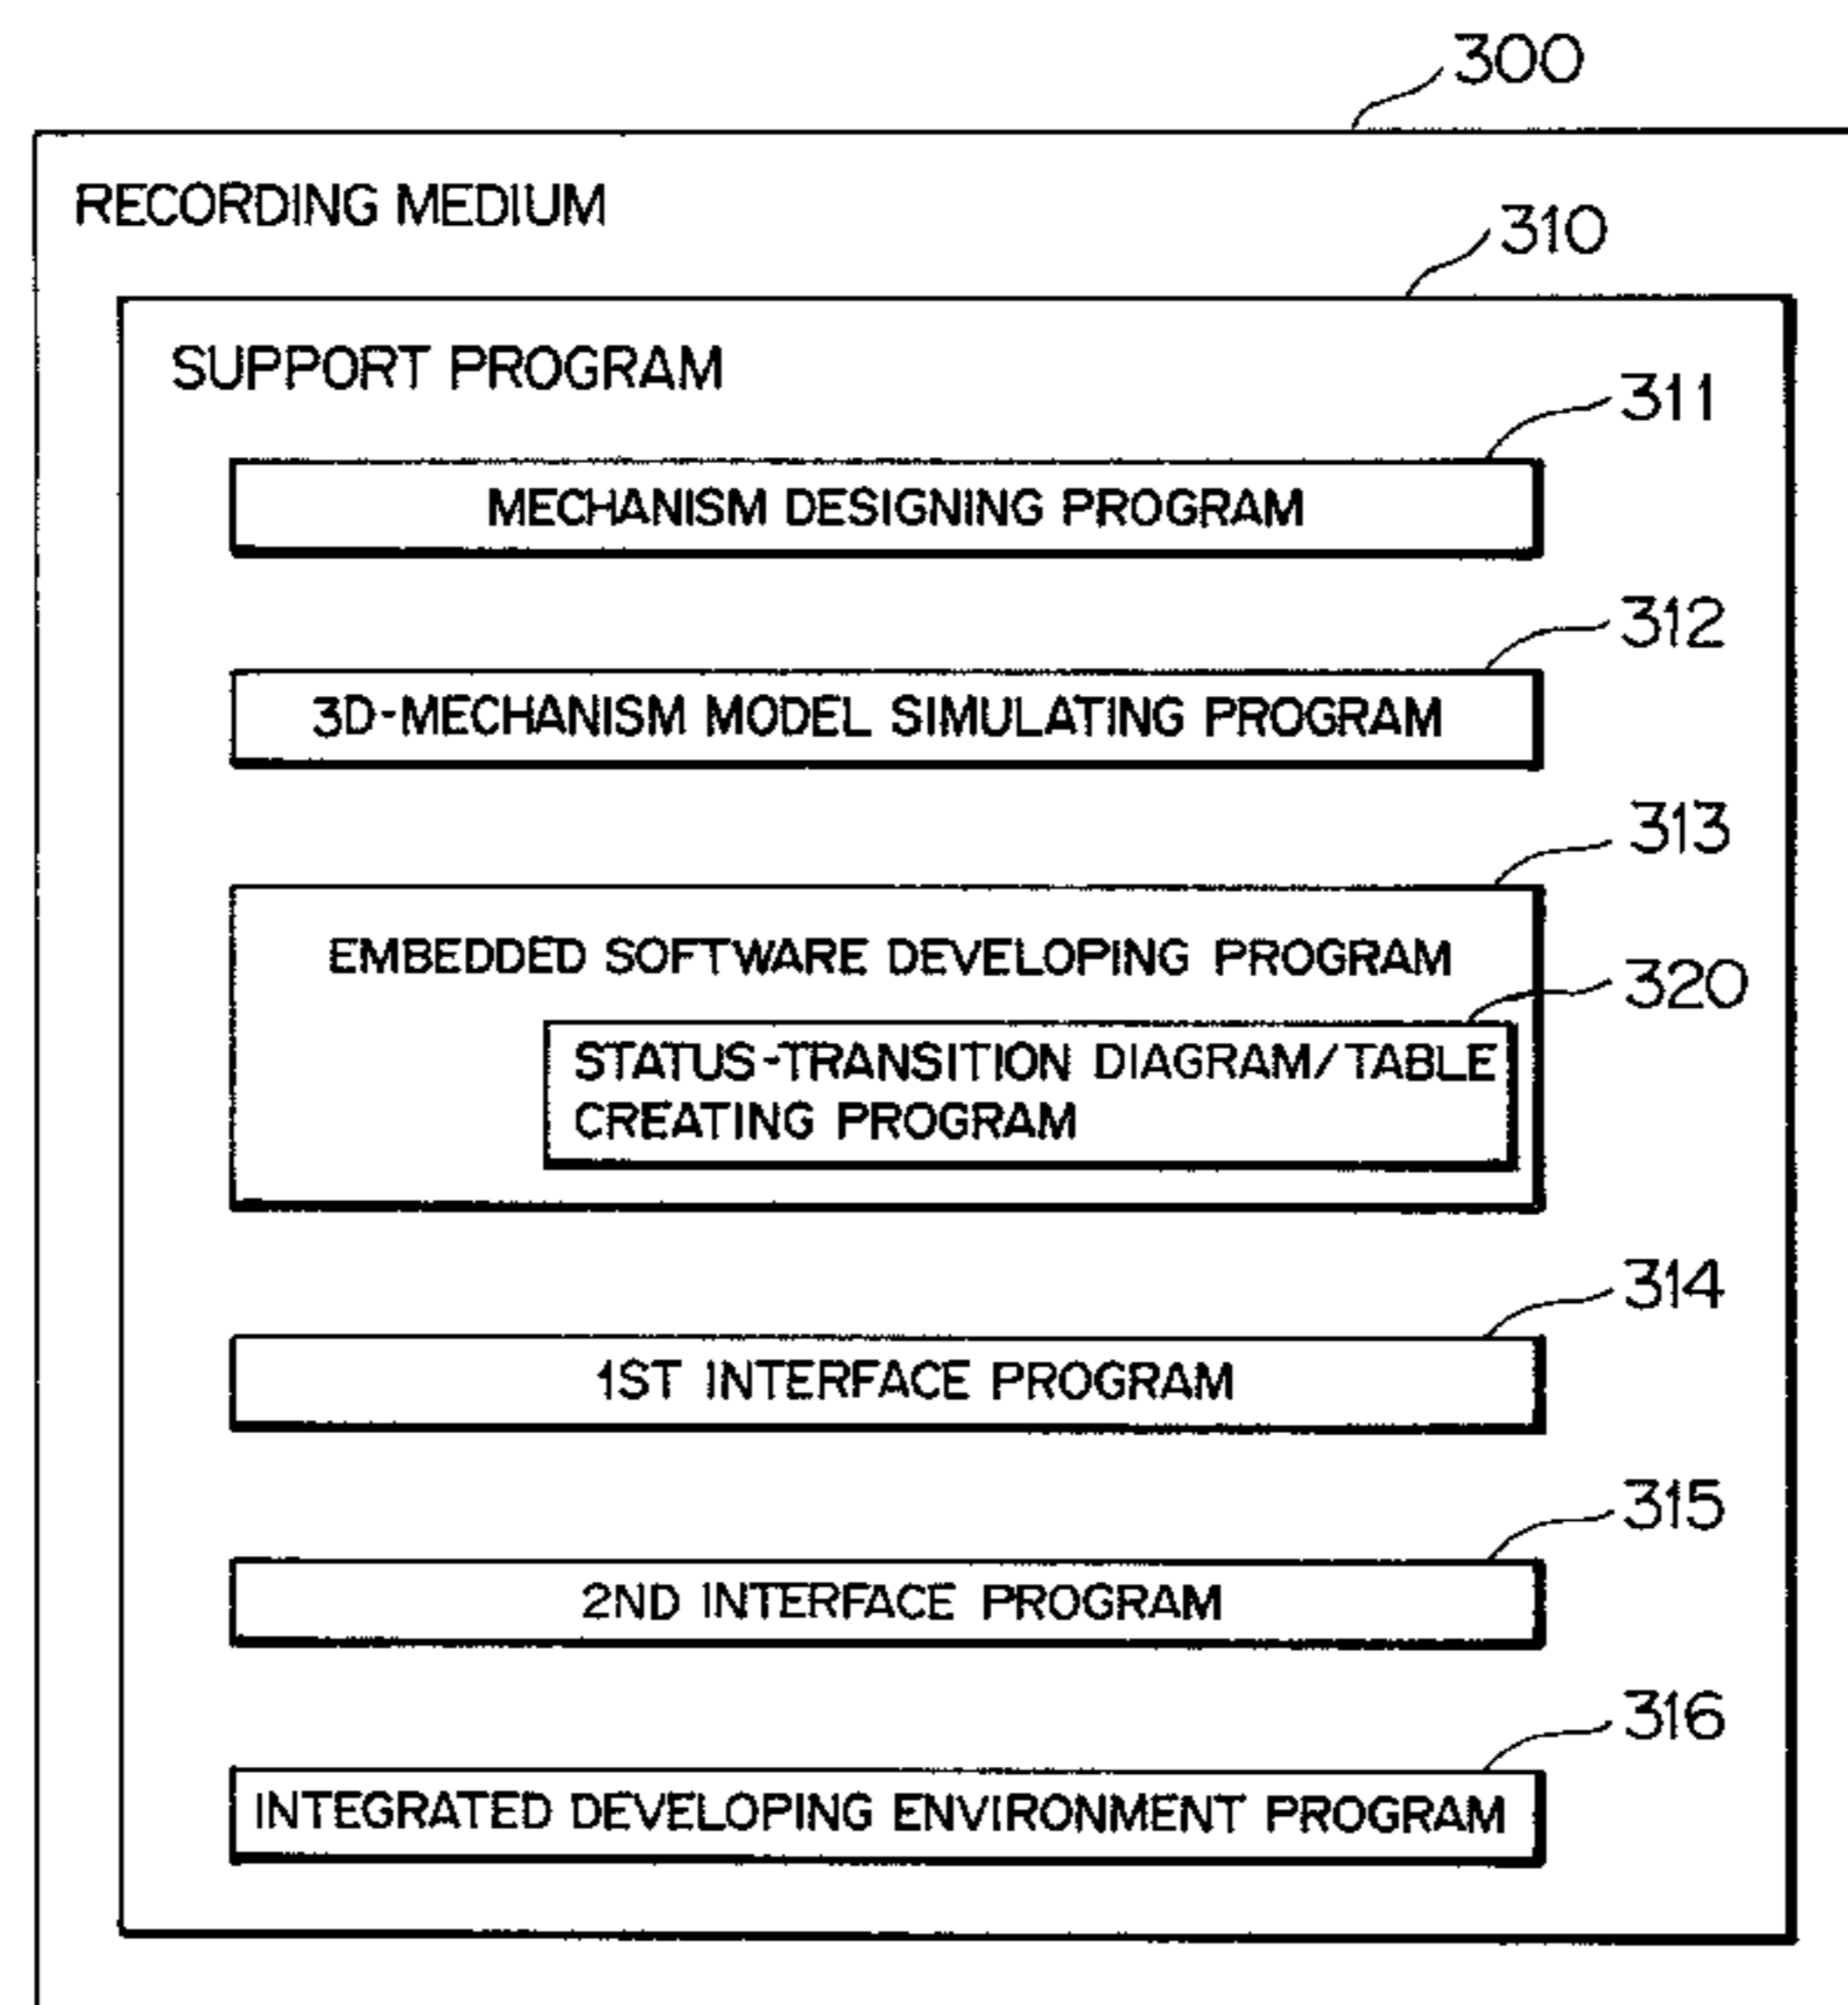 300
RECORDING MEDIUM
310
SUPPORT PROGRAM
311
MECHANISM DESIGNING PROGRAM
312
3D-MECHANISM MODEL SIMULATING PROGRAM
313
EMBEDDED SOFTWARE DEVELOPING PROGRAM
320
STATUS-TRANSITION DIAGRAM/TABLE
CREATING PROGRAM
314
1ST INTERFACE PROGRAM
315
2ND INTERFACE PROGRAM
316
INTEGRATED DEVELOPING ENVIRONMENT PROGRAM